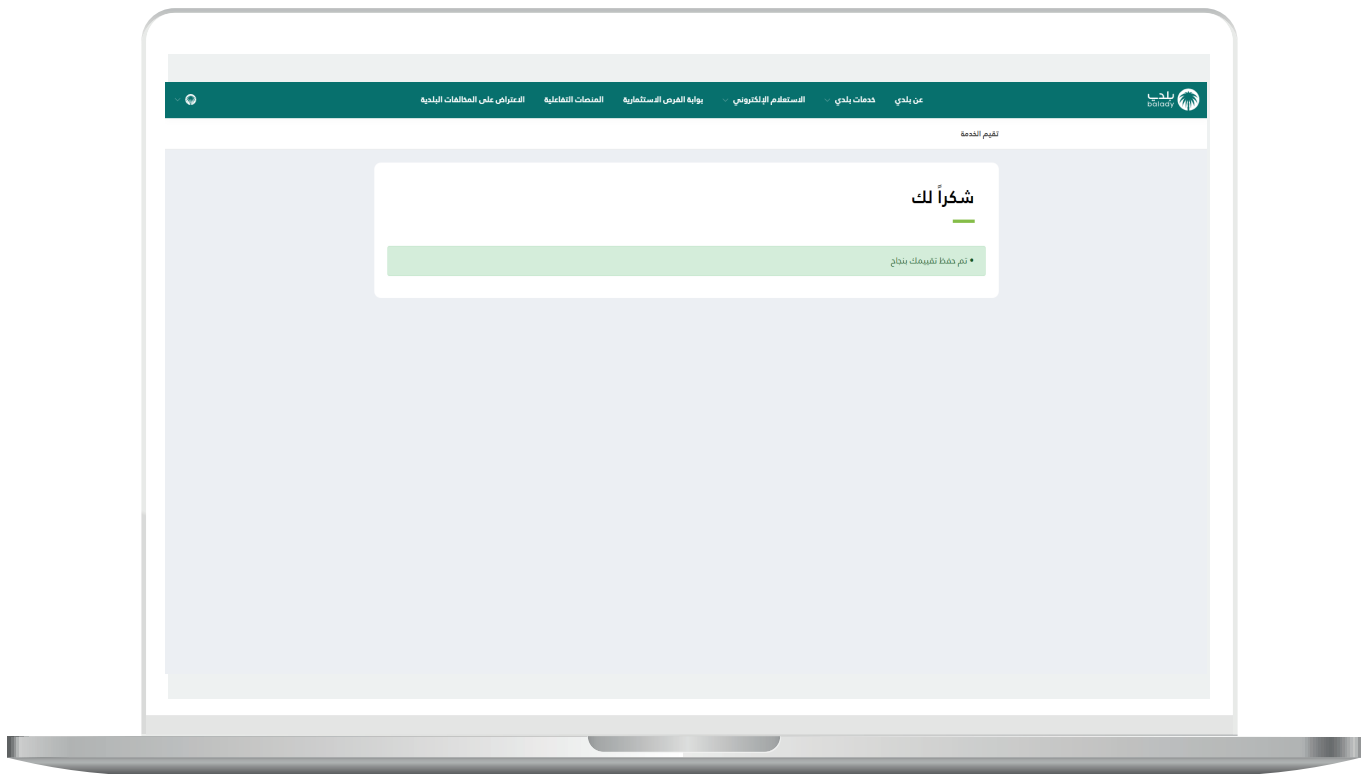 بلدي
balady
عن بلدي
خدمات بلدي
الاستعلام الإلكتروني
بوابة الفرص الاستثمارية
المنصات التفاعلية
الاعتراض على المخالفات البلدية
تقيم الخدمة
شكراً لك
• تم حفظ تقييمك بنجاح